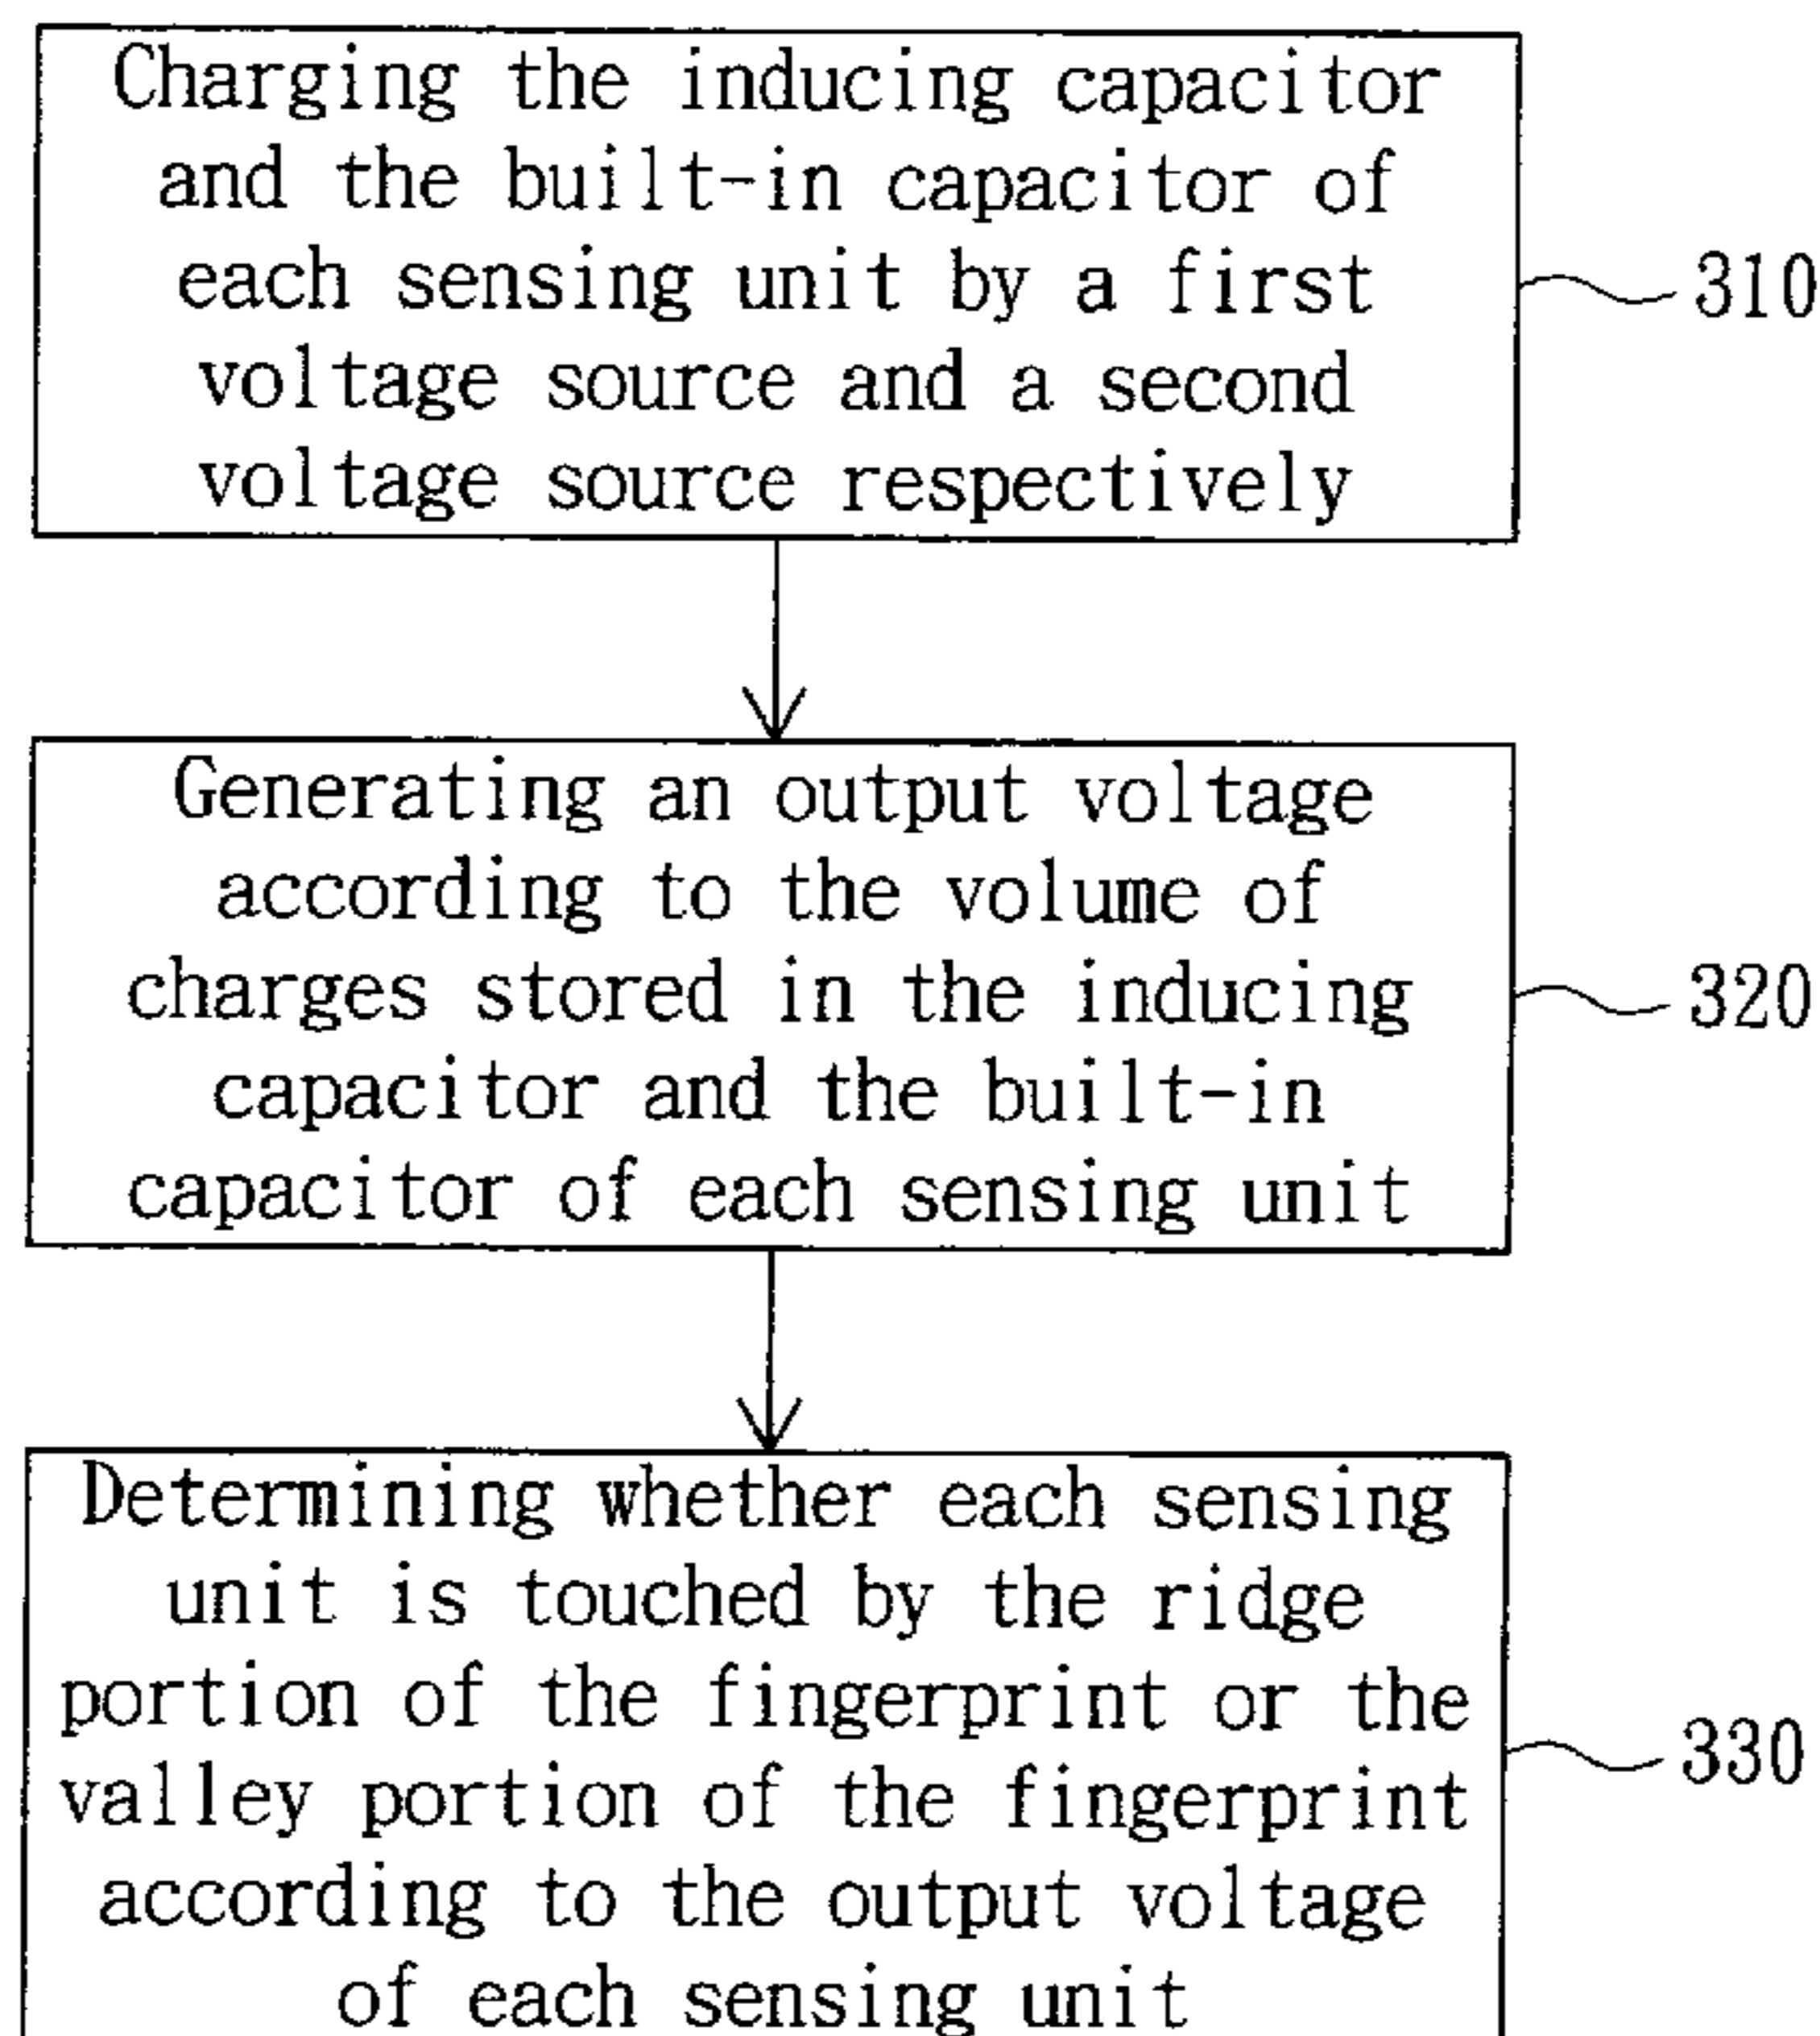 Charging the inducing capacitor
and the built-in capacitor of
each sensing unit by a first
voltage source and a second
voltage source respectively
310
Generating an output voltage
according to the volume of
charges stored in the inducing
capacitor and the built-in
capacitor of each sensing unit
320
Determining whether each sensing
unit is touched by the ridge
portion of the fingerprint or the
valley portion of the fingerprint
according to the output voltage
of each sensing unit
330